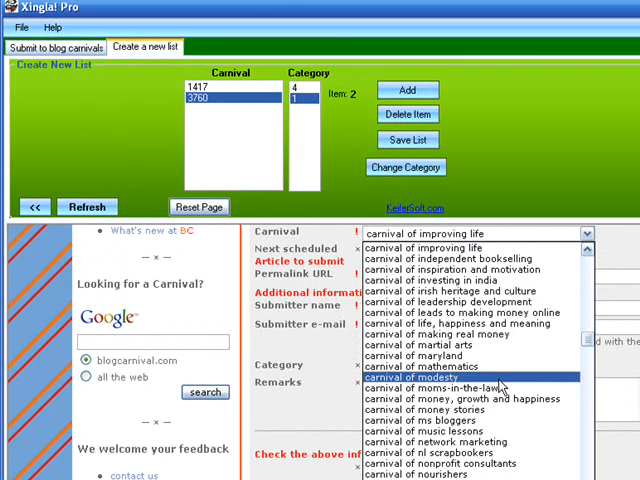 Xingla! Pro
File Help
Submit to blog carnivals Create a new list
Create New List
Carnival Category
1417 4
3760 1
Item: 2
Add
Delete Item
Save List
Change Category
<< Refresh Reset Page KeiferSoft.com
What's new at BC
— × —
Looking for a Carnival?
Google™
blogcarnival.com
all the web
search
— × —
We welcome your feedback
contact us
Carnival ! carnival of improving life
Next scheduled ×
Article to submit
Permalink URL !
Additional informati
Submitter name !
Submitter e-mail !
Category ×
Remarks ×
Check the above inf
×
carnival of improving life
carnival of independent bookselling
carnival of inspiration and motivation
carnival of investing in india
carnival of irish heritage and culture
carnival of leadership development
carnival of leads to making money online
carnival of life, happiness and meaning
carnival of making real money
carnival of martial arts
carnival of maryland
carnival of mathematics
carnival of modesty
carnival of moms-in-the-law
carnival of money, growth and happiness
carnival of money stories
carnival of ms bloggers
carnival of music lessons
carnival of network marketing
carnival of nl scrapbookers
carnival of nonprofit consultants
carnival of nourishers
d with the